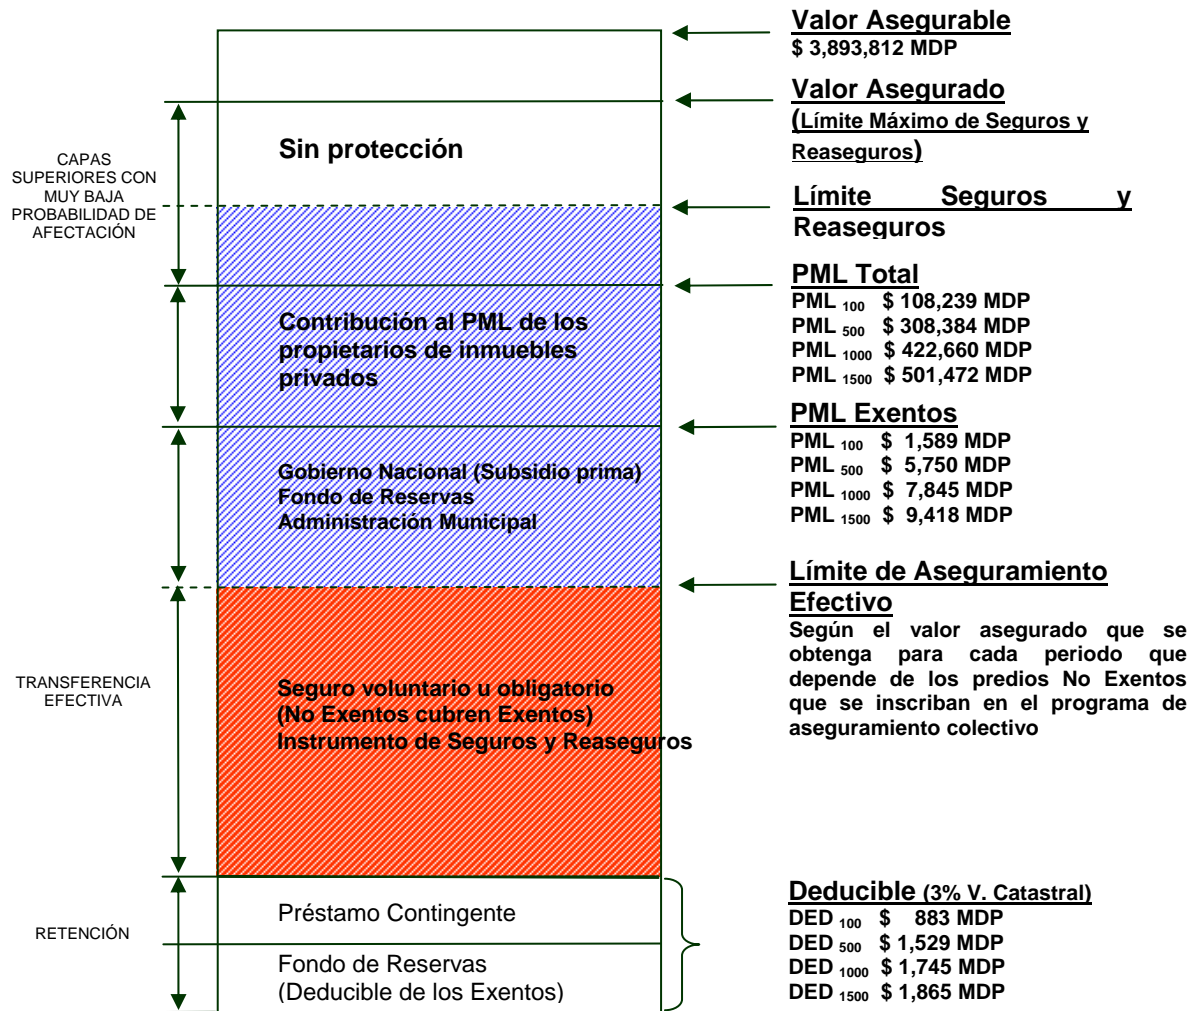 Valor Asegurable
$ 3,893,812 MDP
Valor Asegurado
(Límite Máximo de Seguros y
Reaseguros)
Sin protección
CAPAS
SUPERIORES CON
MUY BAJA
PROBABILIDAD DE
AFECTACIÓN
Límite Seguros y
Reaseguros
PML Total
PML 100 $ 108,239 MDP
PML 500 $ 308,384 MDP
PML 1000 $ 422,660 MDP
PML 1500 $ 501,472 MDP
Contribución al PML de los
propietarios de inmuebles
privados
PML Exentos
PML 100 $ 1,589 MDP
PML 500 $ 5,750 MDP
PML 1000 $ 7,845 MDP
PML 1500 $ 9,418 MDP
Gobierno Nacional (Subsidio prima)
Fondo de Reservas
Administración Municipal
Límite de Aseguramiento
Efectivo
Según el valor asegurado que se
obtenga para cada periodo que
depende de los predios No Exentos
que se inscriban en el programa de
aseguramiento colectivo
TRANSFERENCIA
EFECTIVA
Seguro voluntario u obligatorio
(No Exentos cubren Exentos)
Instrumento de Seguros y Reaseguros
RETENCIÓN
Préstamo Contingente
Fondo de Reservas
(Deducible de los Exentos)
Deducible (3% V. Catastral)
DED 100 $ 883 MDP
DED 500 $ 1,529 MDP
DED 1000 $ 1,745 MDP
DED 1500 $ 1,865 MDP